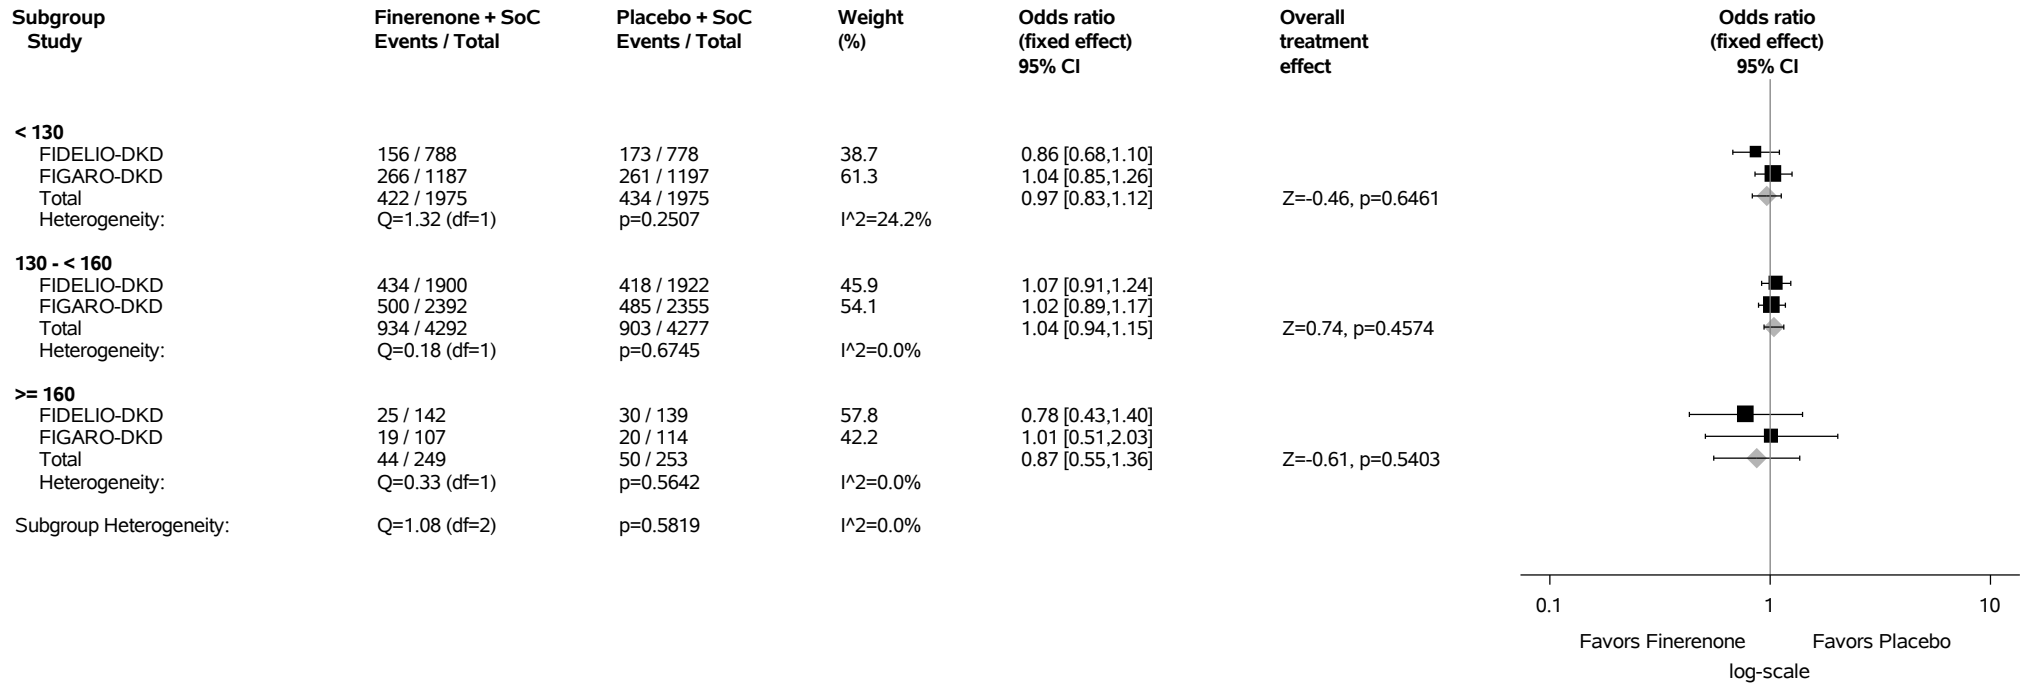 Subgroup Finerenone + SoC Placebo + SoC Weight Odds ratio Overall Odds ratio
Study Events / Total Events / Total (%) (fixed effect) treatment (fixed effect)
95% CI effect 95% CI
< 130
FIDELIO-DKD 156 / 788 173 / 778 38.7 0.86 [0.68,1.10]
FIGARO-DKD 266 / 1187 261 / 1197 61.3 1.04 [0.85,1.26]
Total 422 / 1975 434 / 1975 0.97 [0.83,1.12] Z=-0.46, p=0.6461
Heterogeneity: Q=1.32 (df=1) p=0.2507 I^2=24.2%
130 - < 160
FIDELIO-DKD 434 / 1900 418 / 1922 45.9 1.07 [0.91,1.24]
FIGARO-DKD 500 / 2392 485 / 2355 54.1 1.02 [0.89,1.17]
Total 934 / 4292 903 / 4277 1.04 [0.94,1.15] Z=0.74, p=0.4574
Heterogeneity: Q=0.18 (df=1) p=0.6745 I^2=0.0%
>= 160
FIDELIO-DKD 25 / 142 30 / 139 57.8 0.78 [0.43,1.40]
FIGARO-DKD 19 / 107 20 / 114 42.2 1.01 [0.51,2.03]
Total 44 / 249 50 / 253 0.87 [0.55,1.36] Z=-0.61, p=0.5403
Heterogeneity: Q=0.33 (df=1) p=0.5642 I^2=0.0%
Subgroup Heterogeneity: Q=1.08 (df=2) p=0.5819 I^2=0.0%
0.1 1 10
Favors Finerenone Favors Placebo
log-scale